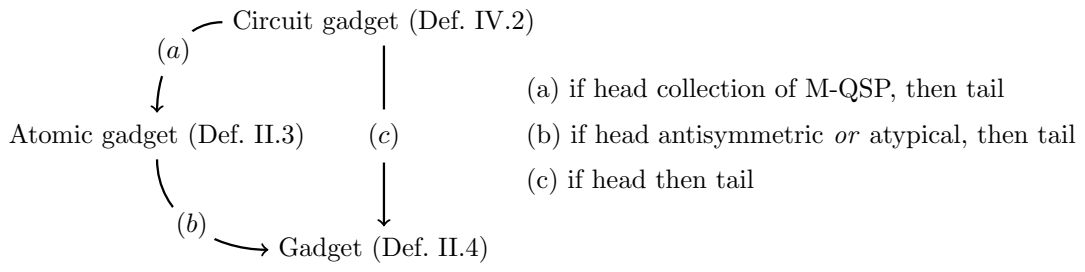 Circuit gadget (Def. IV.2)
(a)
(a) if head collection of M-QSP, then tail
Atomic gadget (Def. II.3)
(c)
(b) if head antisymmetric or atypical, then tail
(c) if head then tail
(b)
Gadget (Def. II.4)